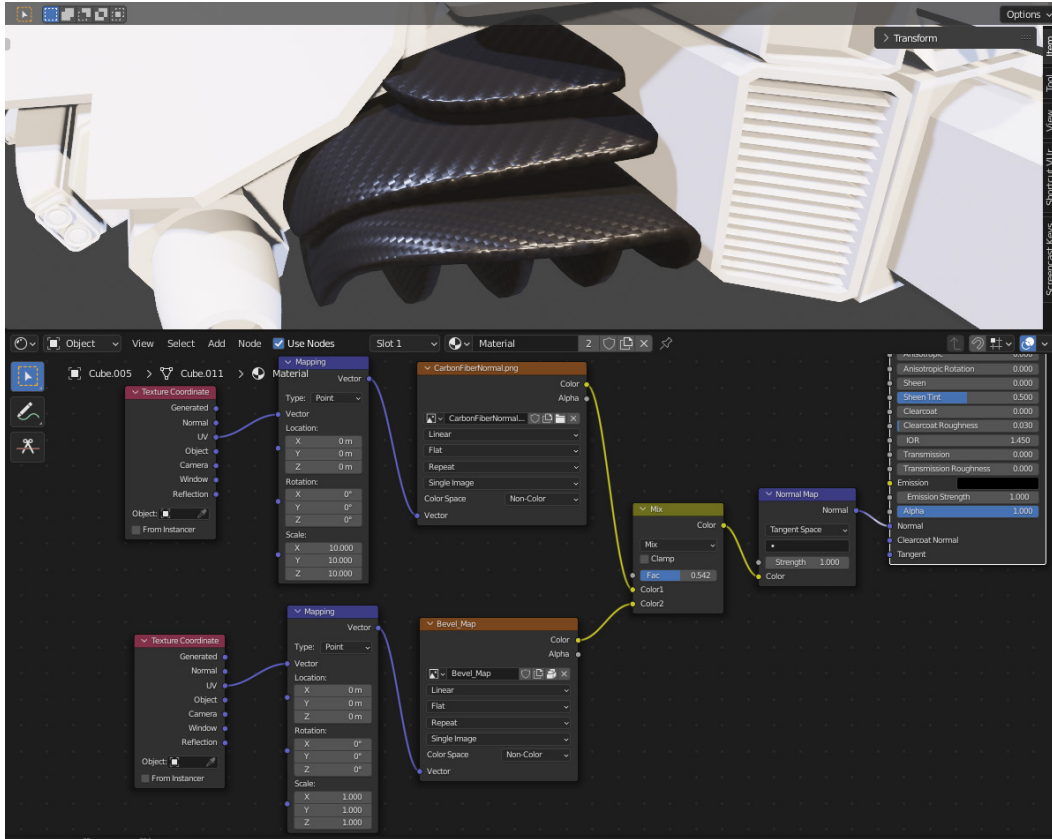 Options
Transform
Item
Tool
View
Shortcut VUr
Screencast Keys
Object
View
Select
Add
Node
Use Nodes
Slot 1
Material
2
Cube.005 > Cube.011 > Material
Texture Coordinate
Generated
Normal
UV
Object
Camera
Window
Reflection
Object:
From Instancer
Mapping
Vector
Type: Point
Vector
Location:
X 0 m
Y 0 m
Z 0 m
Rotation:
X 0°
Y 0°
Z 0°
Scale:
X 10.000
Y 10.000
Z 10.000
CarbonFiberNormal.png
Color
Alpha
CarbonFiberNormal...
Linear
Flat
Repeat
Single Image
Color Space Non-Color
Vector
Mix
Color
Mix
Clamp
Fac 0.542
Color1
Color2
Normal Map
Normal
Tangent Space
Strength 1.000
Color
Anisotropic 0.000
Anisotropic Rotation 0.000
Sheen 0.000
Sheen Tint 0.500
Clearcoat 0.000
Clearcoat Roughness 0.030
IOR 1.450
Transmission 0.000
Transmission Roughness 0.000
Emission
Emission Strength 1.000
Alpha 1.000
Normal
Clearcoat Normal
Tangent
Texture Coordinate
Generated
Normal
UV
Object
Camera
Window
Reflection
Object:
From Instancer
Mapping
Vector
Type: Point
Vector
Location:
X 0 m
Y 0 m
Z 0 m
Rotation:
X 0°
Y 0°
Z 0°
Scale:
X 1.000
Y 1.000
Z 1.000
Bevel_Map
Color
Alpha
Bevel_Map
Linear
Flat
Repeat
Single Image
Color Space Non-Color
Vector